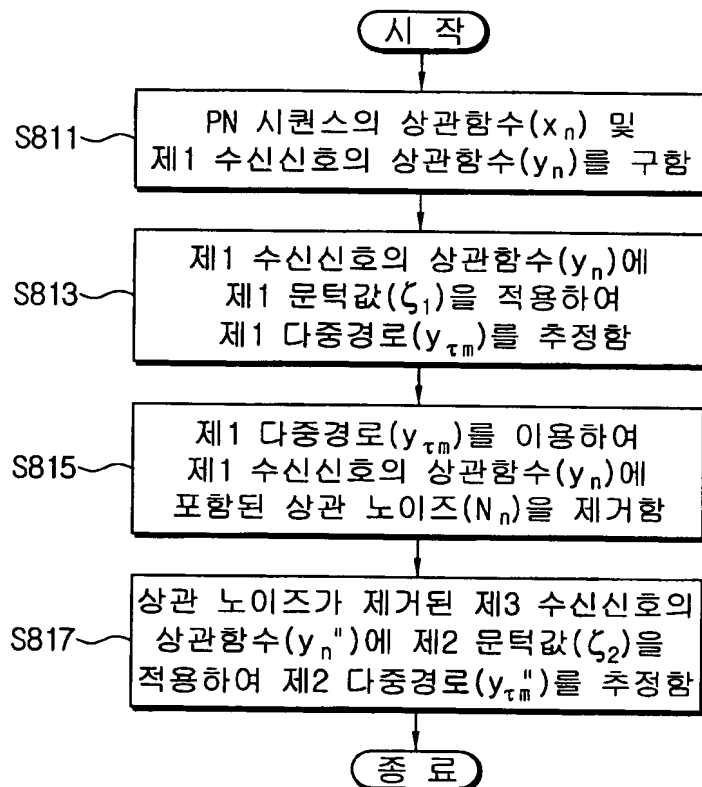 시 작
S811
PN 시퀀스의 상관함수(xₙ) 및
제1 수신신호의 상관함수(yₙ)를 구함
S813
제1 수신신호의 상관함수(yₙ)에
제1 문턱값(ζ₁)을 적용하여
제1 다중경로(y_τm)를 추정함
S815
제1 다중경로(y_τm)를 이용하여
제1 수신신호의 상관함수(yₙ)에
포함된 상관 노이즈(Nₙ)을 제거함
S817
상관 노이즈가 제거된 제3 수신신호의
상관함수(yₙ")에 제2 문턱값(ζ₂)을
적용하여 제2 다중경로(y_τm")를 추정함
종 료